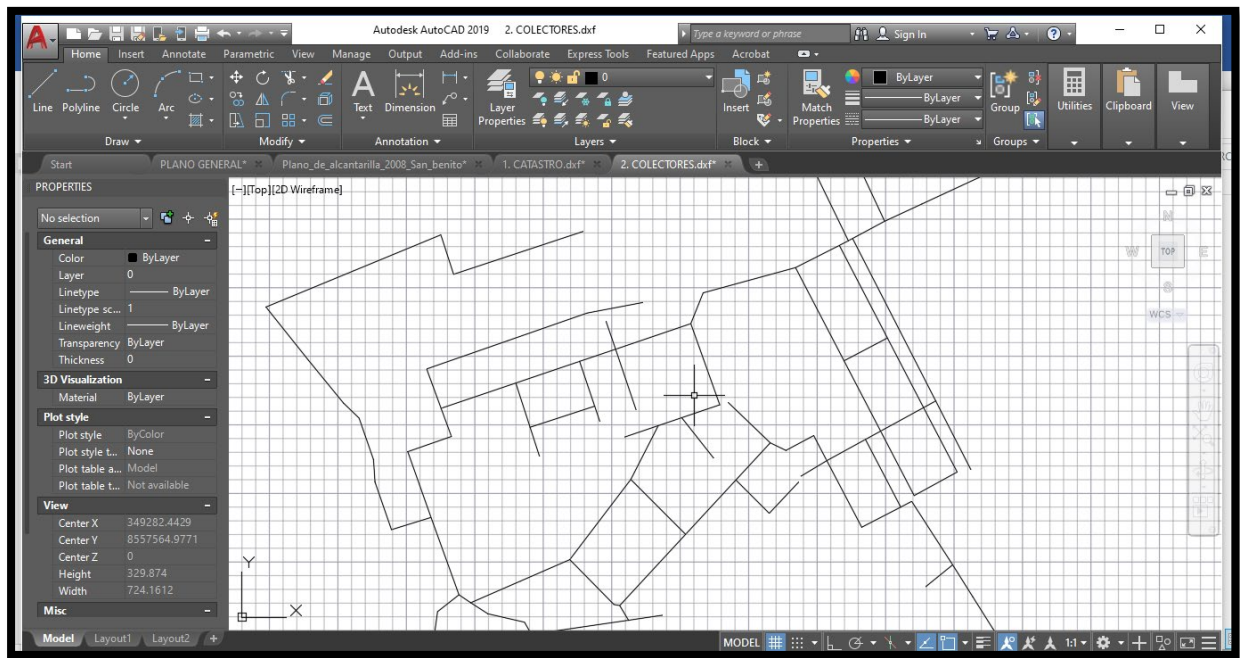 Autodesk AutoCAD 2019 2. COLECTORES.dxf Type a keyword or phrase Sign In
Home Insert Annotate Parametric View Manage Output Add-ins Collaborate Express Tools Featured Apps Acrobat
0 ByLayer
Line Polyline Circle Arc Text Dimension Layer Properties Insert Match Properties ByLayer Group Utilities Clipboard View
ByLayer
Draw Modify Annotation Layers Block Properties Groups
Start PLANO GENERAL* Plano_de_alcantarilla_2008_San_benito* 1. CATASTRO.dxf* 2. COLECTORES.dxf*
PROPERTIES
[−][Top][2D Wireframe]
No selection
N
General
W TOP E
Color ByLayer
Layer 0
S
Linetype ByLayer
Linetype sc... 1
WCS
Lineweight ByLayer
Transparency ByLayer
Thickness 0
3D Visualization
Material ByLayer
Plot style
Plot style ByColor
Plot style t... None
Plot table a... Model
Plot table t... Not available
View
Center X 349282.4429
Center Y 8557564.9771
Center Z 0
Height 329.874
Width 724.1612
Y
X
Misc
Model Layout1 Layout2 +
MODEL 1:1